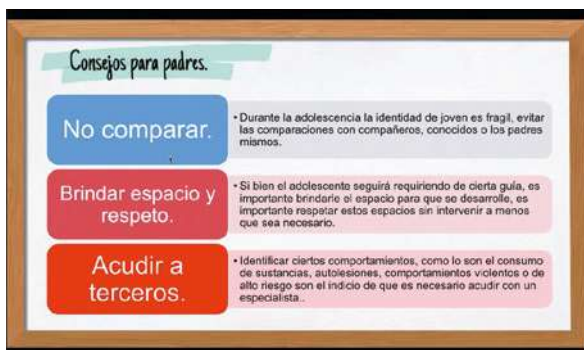 Consejos para padres.
No comparar.
• Durante la adolescencia la identidad de joven es fragil, evitar
las comparaciones con compañeros, conocidos o los padres
mismos.
Brindar espacio y
respeto.
• Si bien el adolescente seguirá requiriendo de cierta guía, es
importante brindarle el espacio para que se desarrolle, es
importante respetar estos espacios sin intervenir a menos
que sea necesario.
Acudir a
terceros.
• Identificar ciertos comportamientos, como lo son el consumo
de sustancias, autolesiones, comportamientos violentos o de
alto riesgo son el indicio de que es necesario acudir con un
especialista..